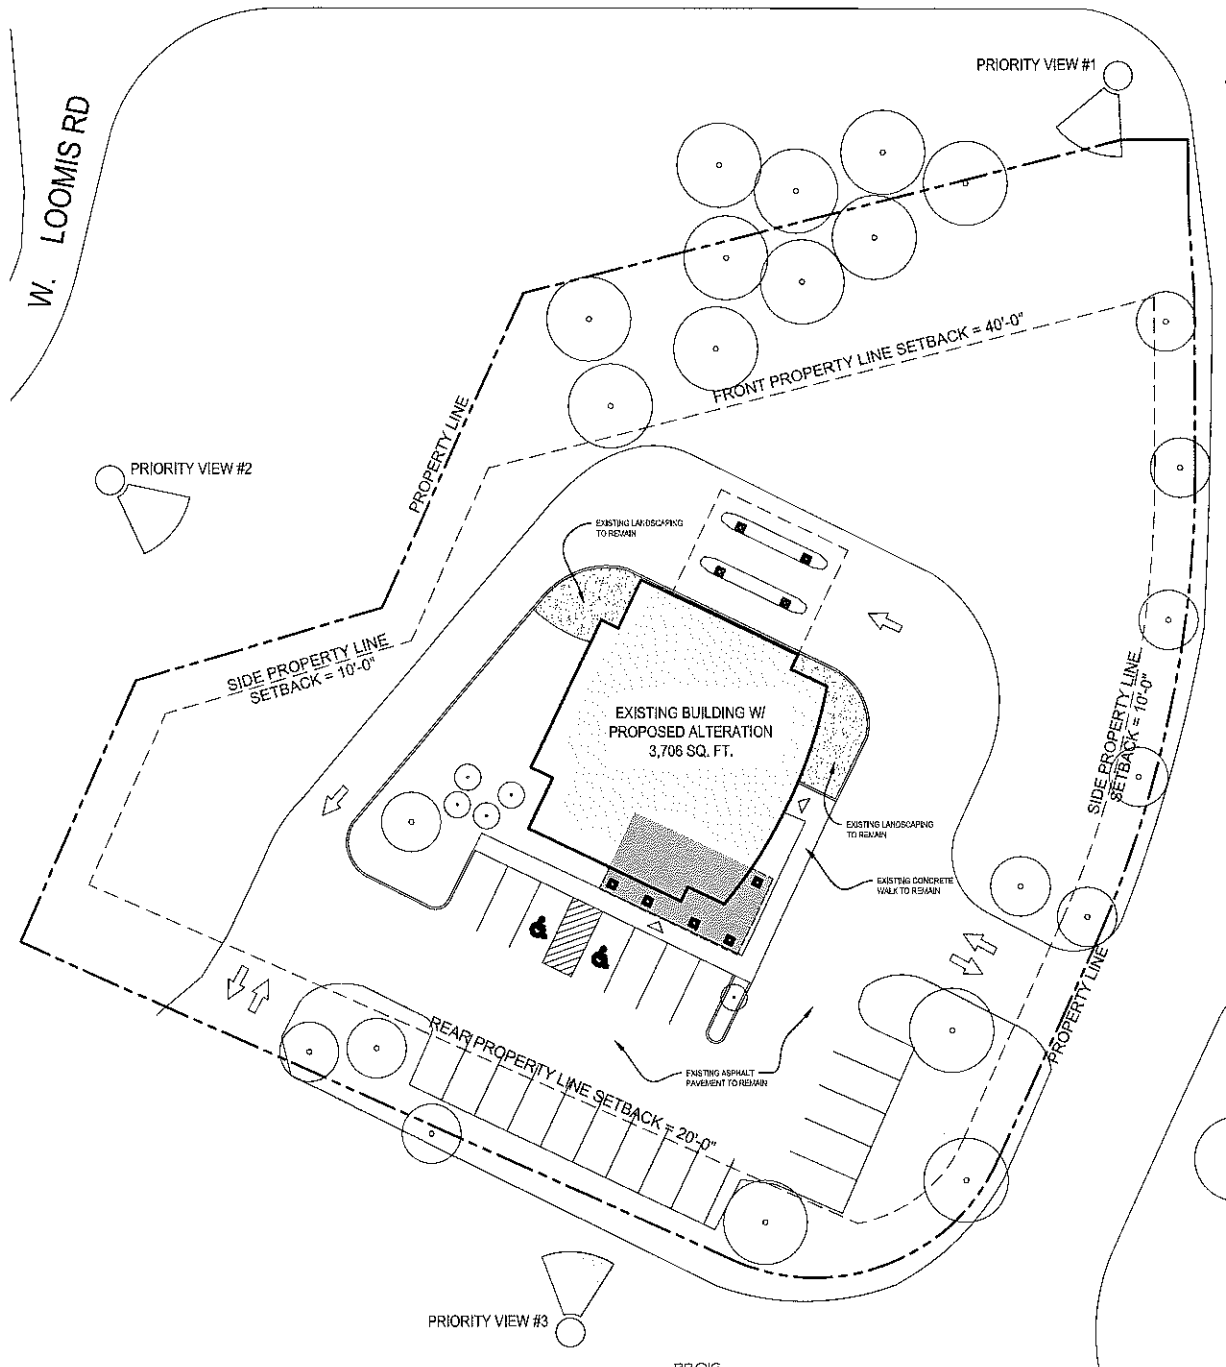 PRIORITY VIEW #1
W. LOOMIS RD
FRONT PROPERTY LINE SETBACK = 40'-0"
PROPERTY LINE
PRIORITY VIEW #2
EXISTING LANDSCAPING
TO REMAIN
SIDE PROPERTY LINE
SETBACK = 10'-0"
EXISTING BUILDING W/
PROPOSED ALTERATION
3,706 SQ. FT.
SIDE PROPERTY LINE
SETBACK = 10'-0"
EXISTING LANDSCAPING
TO REMAIN
EXISTING CONCRETE
WALK TO REMAIN
PROPERTY LINE
REAR PROPERTY LINE SETBACK = 20'-0"
EXISTING ASPHALT
PAVEMENT TO REMAIN
PRIORITY VIEW #3